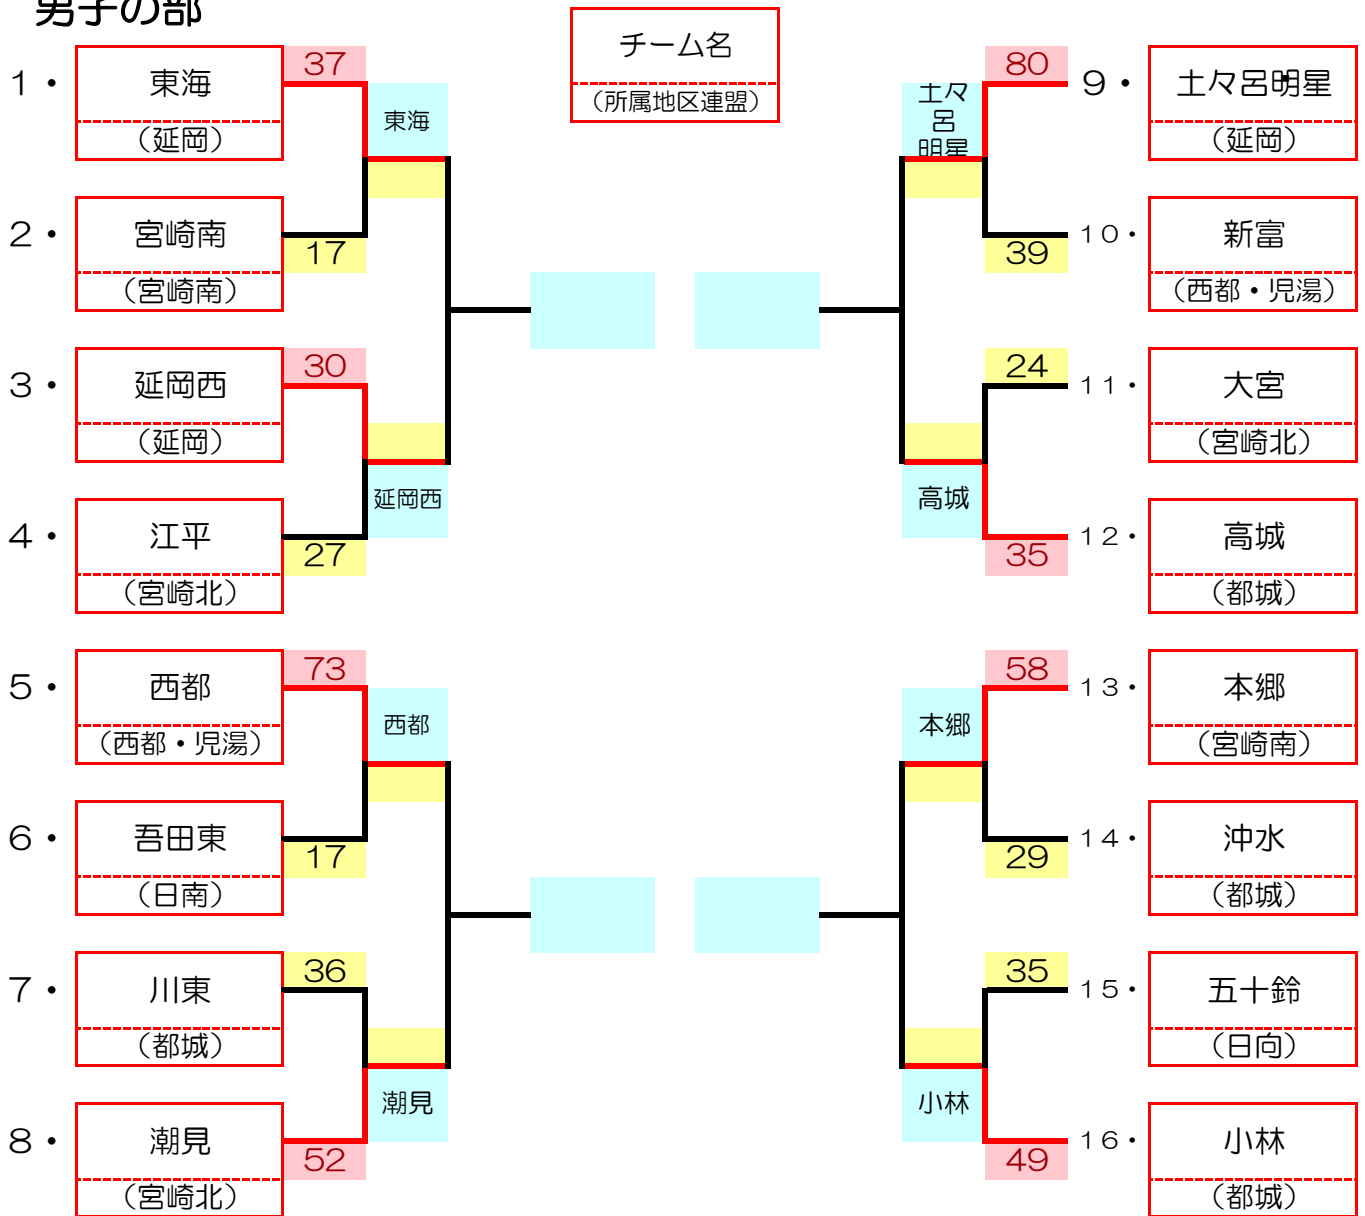 男子の部
チーム名
（所属地区連盟）
1・
東海
（延岡）
37
東海
2・
宮崎南
（宮崎南）
17
3・
延岡西
（延岡）
30
延岡西
4・
江平
（宮崎北）
27
5・
西都
（西都・児湯）
73
西都
6・
吾田東
（日南）
17
7・
川東
（都城）
36
潮見
8・
潮見
（宮崎北）
52
80
9・
土々呂明星
（延岡）
土々
呂
明星
39
10・
新富
（西都・児湯）
24
11・
大宮
（宮崎北）
高城
35
12・
高城
（都城）
58
13・
本郷
（宮崎南）
本郷
29
14・
沖水
（都城）
35
15・
五十鈴
（日向）
小林
49
16・
小林
（都城）